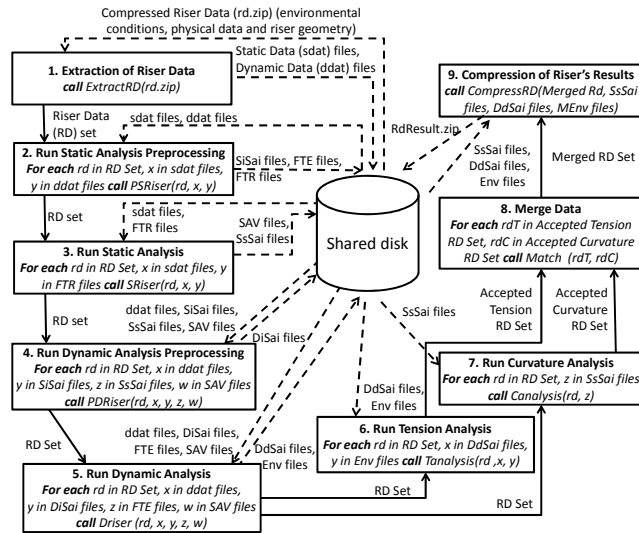 Compressed Riser Data (rd.zip) (environmental
conditions, physical data and riser geometry)
Static Data (sdat) files,
Dynamic Data (ddat) files
1. Extraction of Riser Data
call ExtractRD(rd.zip)
Riser Data
(RD) set
sdat files, ddat files
2. Run Static Analysis Preprocessing
For each rd in RD Set, x in sdat files,
y in ddat files call PSRiser(rd, x, y)
SiSai files, FTE files,
FTR files
RD set
sdat files,
FTR files
SAV files,
SsSai files
3. Run Static Analysis
For each rd in RD Set, x in sdat files, y
in FTR files call SRiser(rd, x, y)
RD set
ddat files, SiSai files,
SsSai files, SAV files
DiSai files
4. Run Dynamic Analysis Preprocessing
For each rd in RD Set, x in ddat files,
y in SiSai files, z in SsSai files, w in SAV files
call PDRiser(rd, x, y, z, w)
RD Set
ddat files, DiSai files,
FTE files, SAV files
DdSai files,
Env files
5. Run Dynamic Analysis
For each rd in RD Set, x in ddat files,
y in DiSai files, z in FTE files, w in SAV files
call Driser (rd, x, y, z, w)
Shared disk
DdSai files,
Env files
6. Run Tension Analysis
For each rd in RD Set, x in DdSai files,
y in Env files call Tanalysis(rd ,x, y)
RD Set
RD Set
SsSai files
7. Run Curvature Analysis
For each rd in RD Set, z in SsSai files
call Canalysis(rd, z)
Accepted
Tension
RD Set
Accepted
Curvature
RD Set
8. Merge Data
For each rdT in Accepted Tension
RD Set, rdC in Accepted Curvature
RD Set call Match (rdT, rdC)
Merged RD Set
RdResult.zip
SsSai files,
DdSai files,
Env files
9. Compression of Riser's Results
call CompressRD(Merged Rd, SsSai
files, DdSai files, MEnv files)